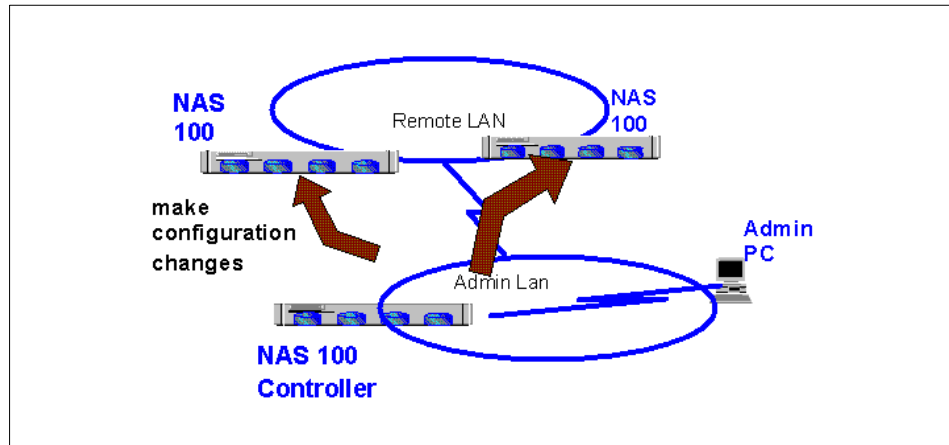 NAS
100
Remote LAN
NAS
100
make
configuration
changes
Admin
PC
Admin Lan
NAS 100
Controller